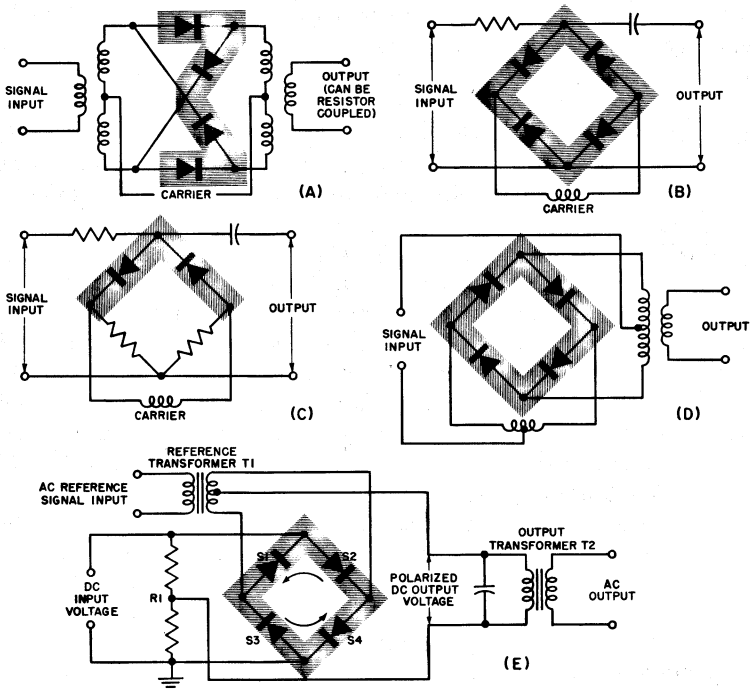 SIGNAL
INPUT
OUTPUT
(CAN BE
RESISTOR
COUPLED)
CARRIER
(A)
SIGNAL
INPUT
OUTPUT
CARRIER
(B)
SIGNAL
INPUT
OUTPUT
CARRIER
(C)
SIGNAL
INPUT
OUTPUT
(D)
REFERENCE
TRANSFORMER T1
AC REFERENCE
SIGNAL INPUT
DC
INPUT
VOLTAGE
R1
S1
S2
S3
S4
POLARIZED
DC OUTPUT
VOLTAGE
OUTPUT
TRANSFORMER T2
AC
OUTPUT
(E)